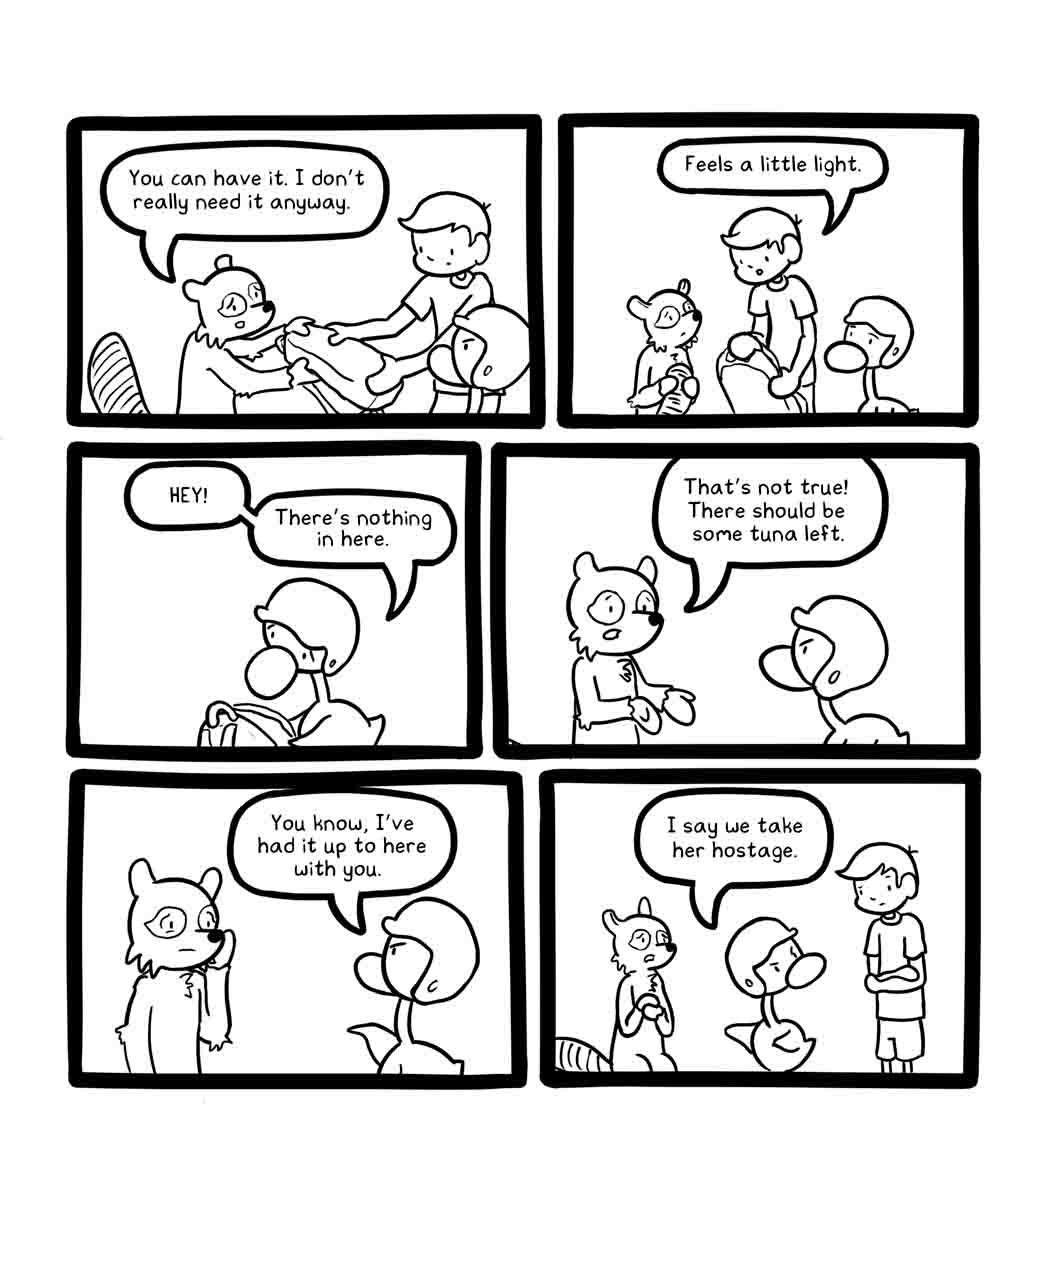 You can have it. I don't
really need it anyway.
Feels a little light.
HEY!
There's nothing
in here.
That's not true!
There should be
some tuna left.
You know, I've
had it up to here
with you.
I say we take
her hostage.